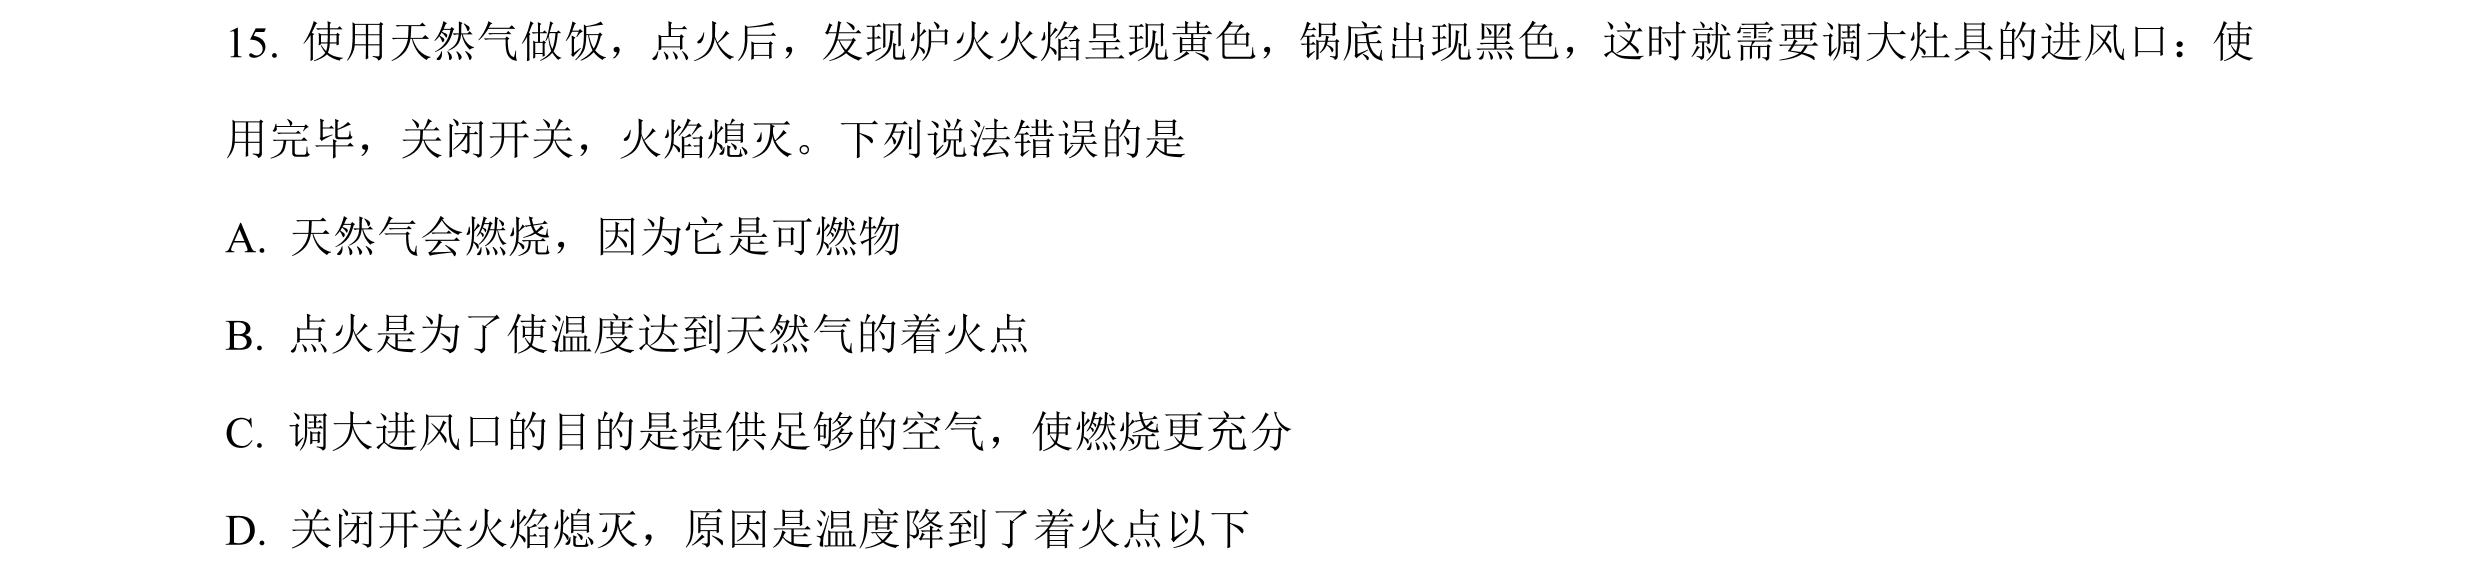 15. 使用天然气做饭，点火后，发现炉火火焰呈现黄色，锅底出现黑色，这时就需要调大灶具的进风口：使
用完毕，关闭开关，火焰熄灭。下列说法错误的是
A. 天然气会燃烧，因为它是可燃物
B. 点火是为了使温度达到天然气的着火点
C. 调大进风口的目的是提供足够的空气，使燃烧更充分
D. 关闭开关火焰熄灭，原因是温度降到了着火点以下